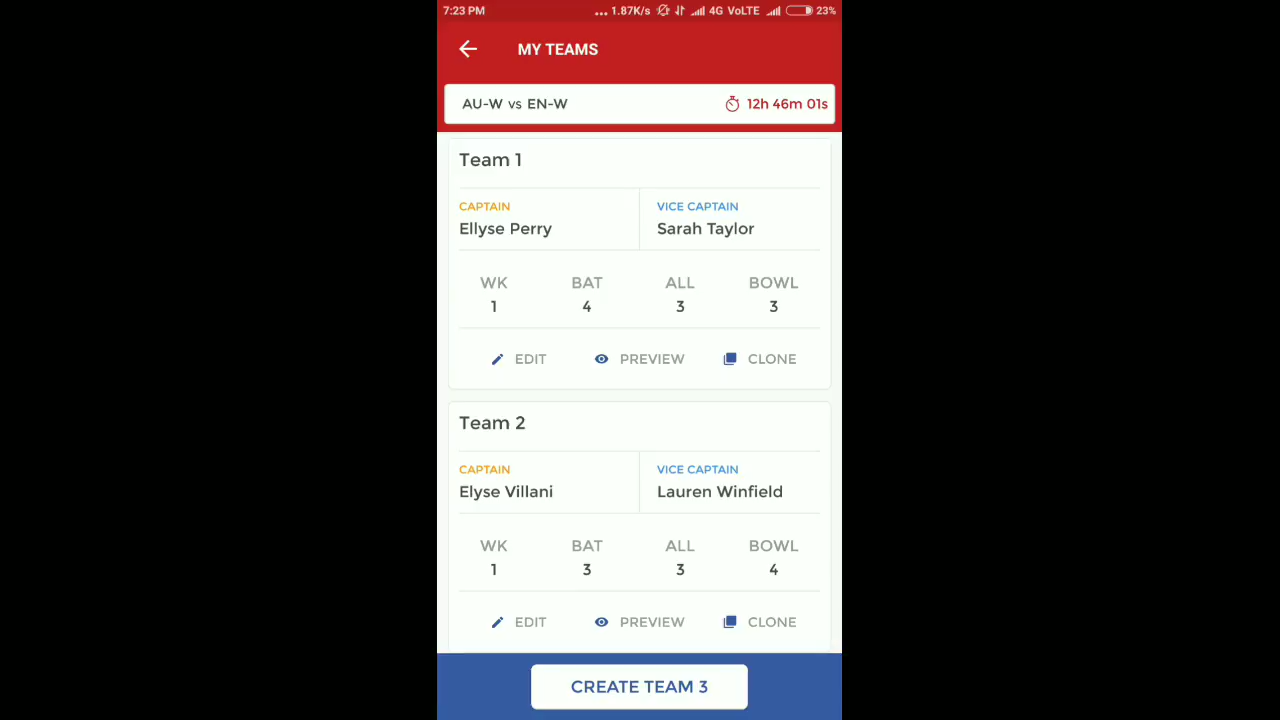 7:23 PM ... 1.87K/s 4G VoLTE 23%
MY TEAMS
AU-W vs EN-W 12h 46m 01s
Team 1
CAPTAIN VICE CAPTAIN
Ellyse Perry Sarah Taylor
WK BAT ALL BOWL
1 4 3 3
EDIT PREVIEW CLONE
Team 2
CAPTAIN VICE CAPTAIN
Elyse Villani Lauren Winfield
WK BAT ALL BOWL
1 3 3 4
EDIT PREVIEW CLONE
CREATE TEAM 3